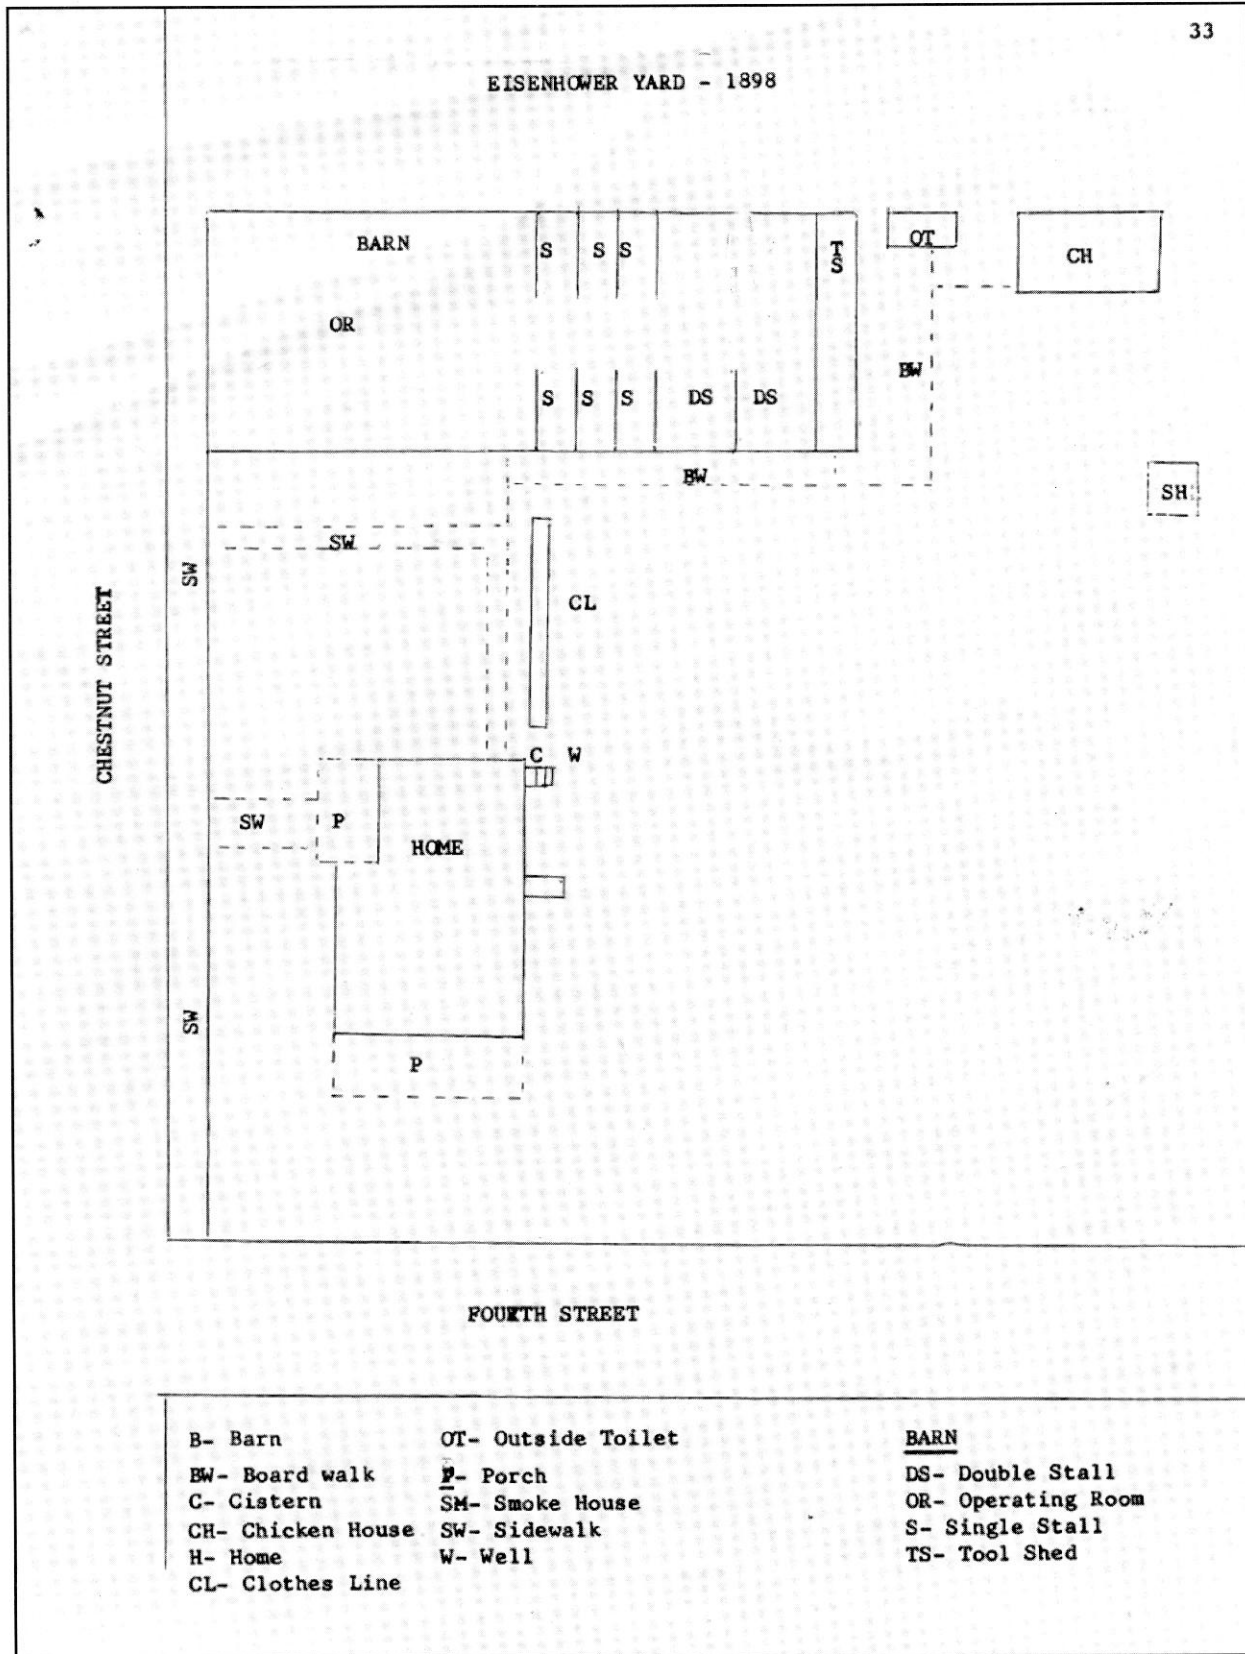 33
EISENHOWER YARD - 1898
BARN
S S S
TS
OT
CH
OR
BW
S S S DS DS
BW
SH
SW
SW
CL
CHESTNUT STREET
C W
SW P
HOME
SW
P
FOURTH STREET
B- Barn
BW- Board walk
C- Cistern
CH- Chicken House
H- Home
CL- Clothes Line
OT- Outside Toilet
P- Porch
SM- Smoke House
SW- Sidewalk
W- Well
BARN
DS- Double Stall
OR- Operating Room
S- Single Stall
TS- Tool Shed